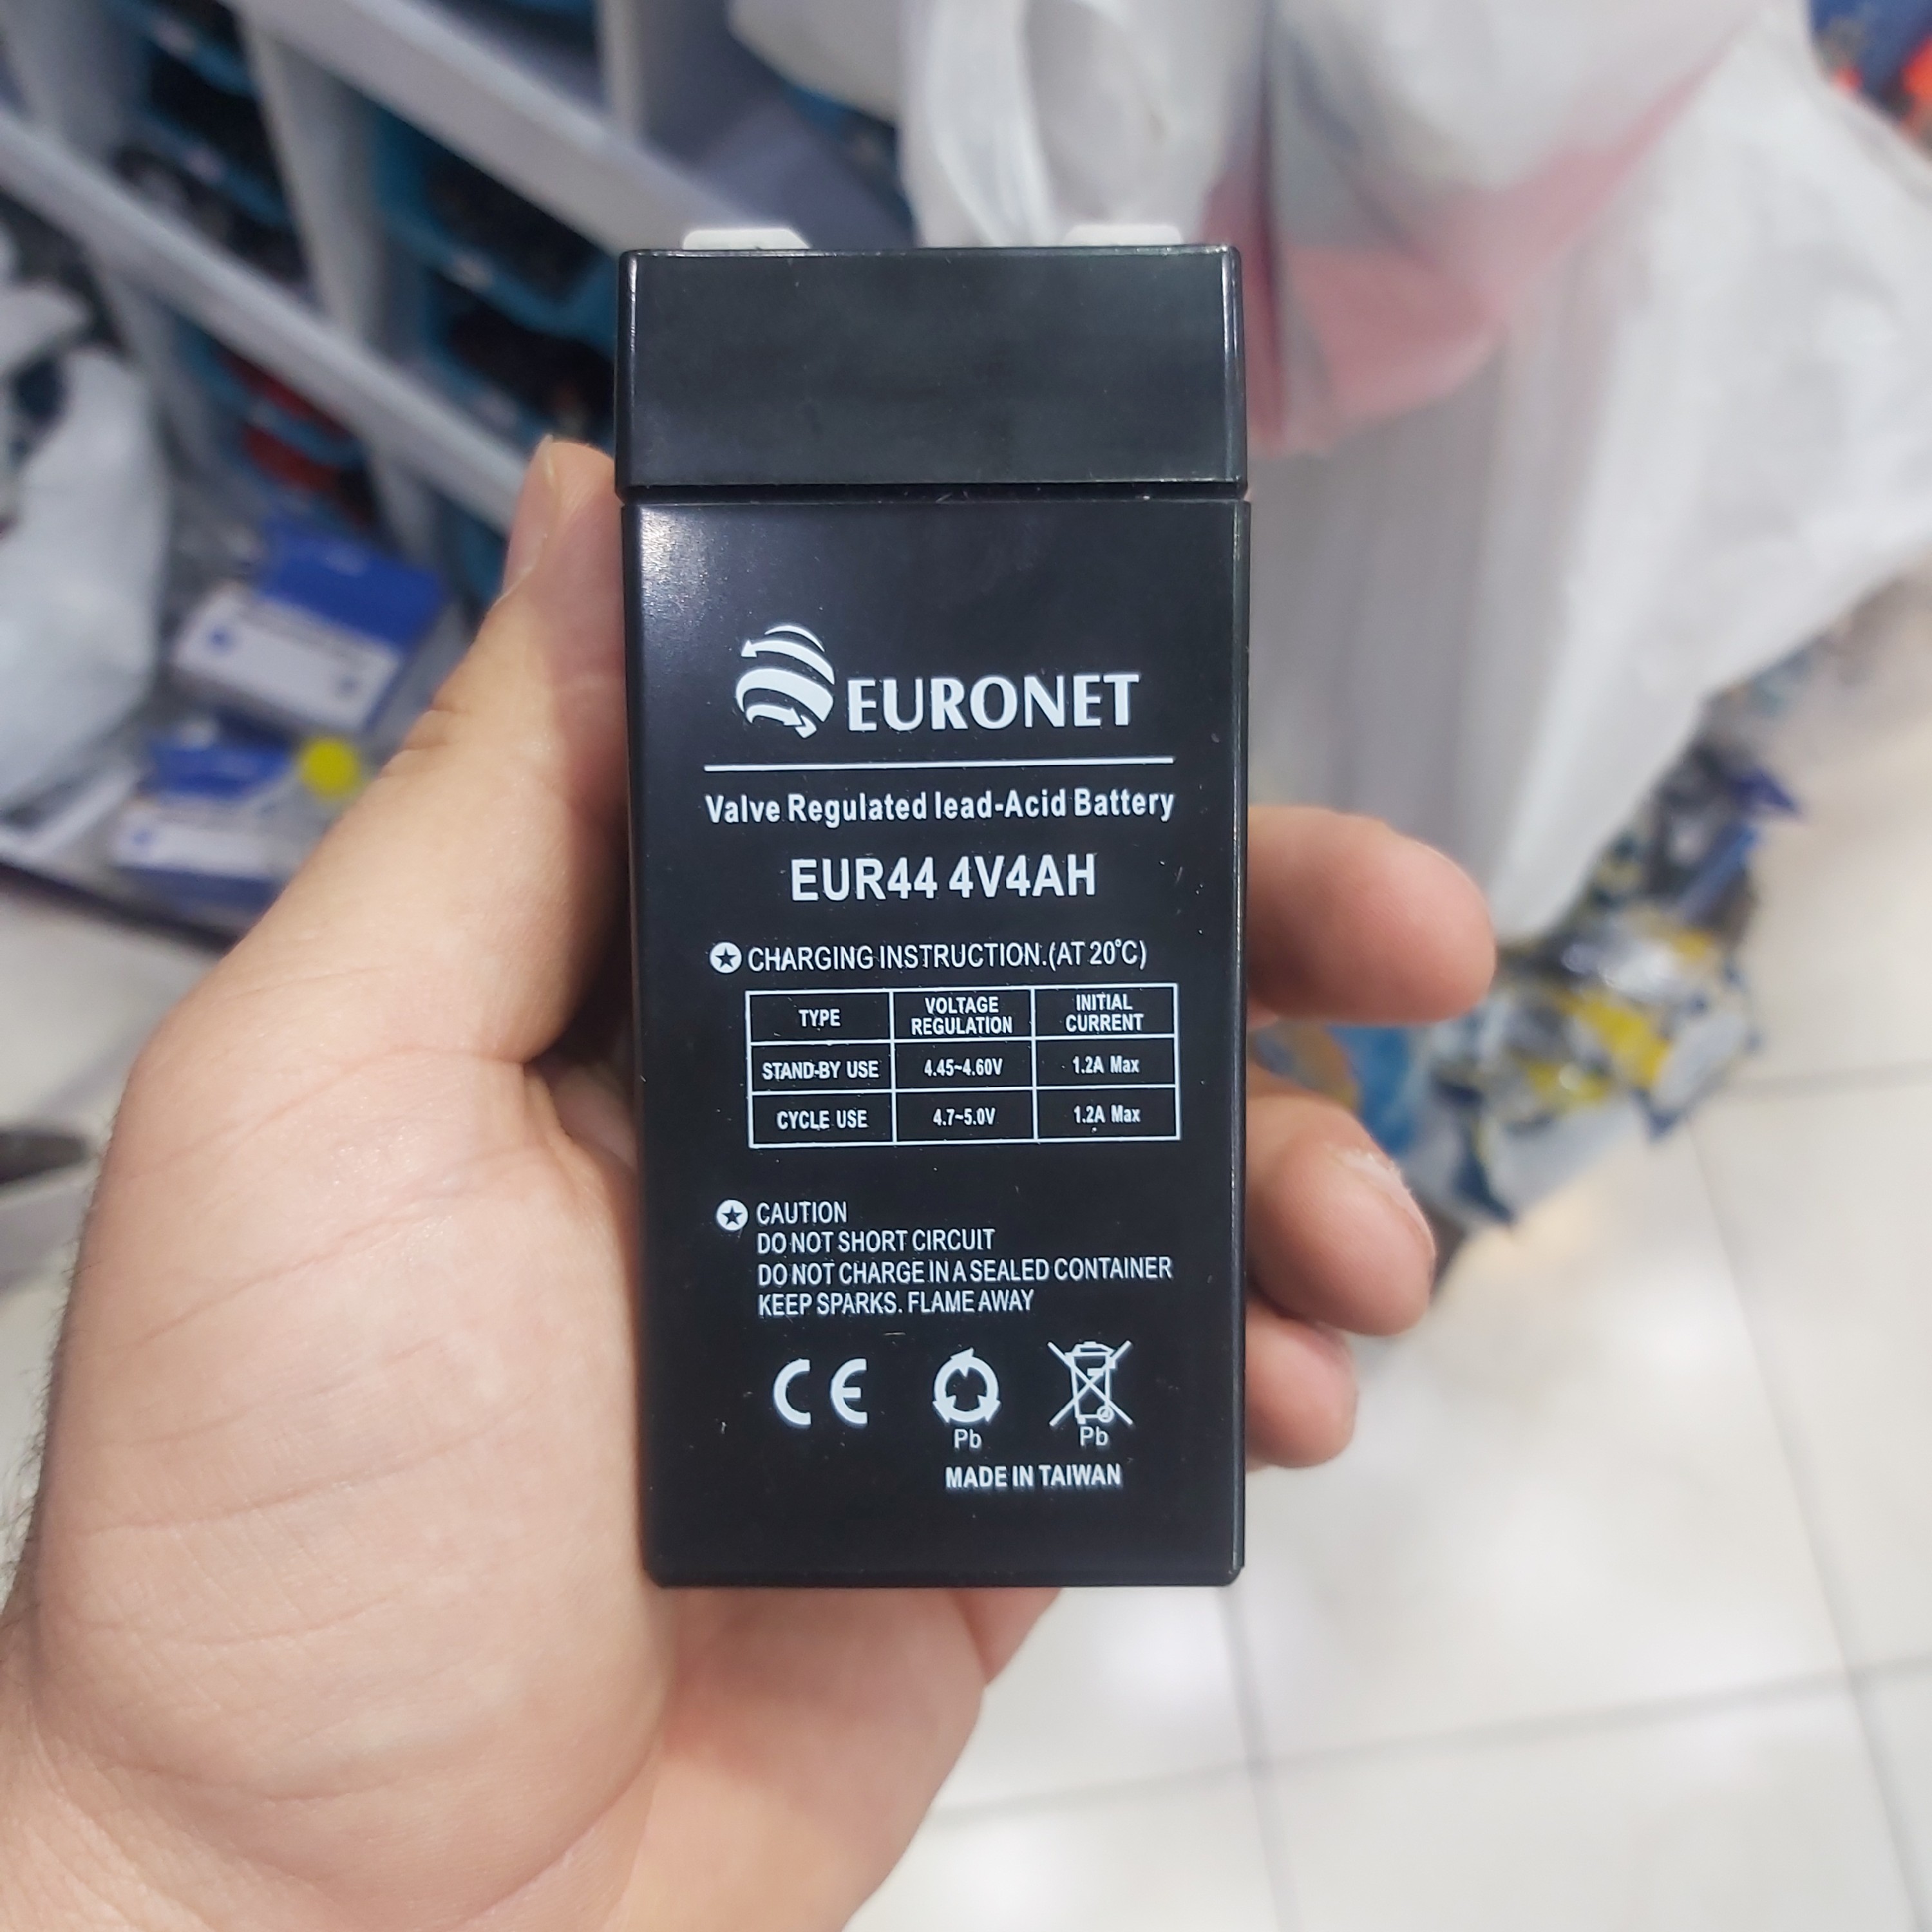 EURONET
Valve Regulated lead-Acid Battery
EUR44 4V4AH
CHARGING INSTRUCTION.(AT 20°C)
TYPE VOLTAGE REGULATION INITIAL CURRENT
STAND-BY USE 4.45~4.60V 1.2A Max
CYCLE USE 4.7~5.0V 1.2A Max
CAUTION
DO NOT SHORT CIRCUIT
DO NOT CHARGE IN A SEALED CONTAINER
KEEP SPARKS. FLAME AWAY
CE
Pb Pb
MADE IN TAIWAN